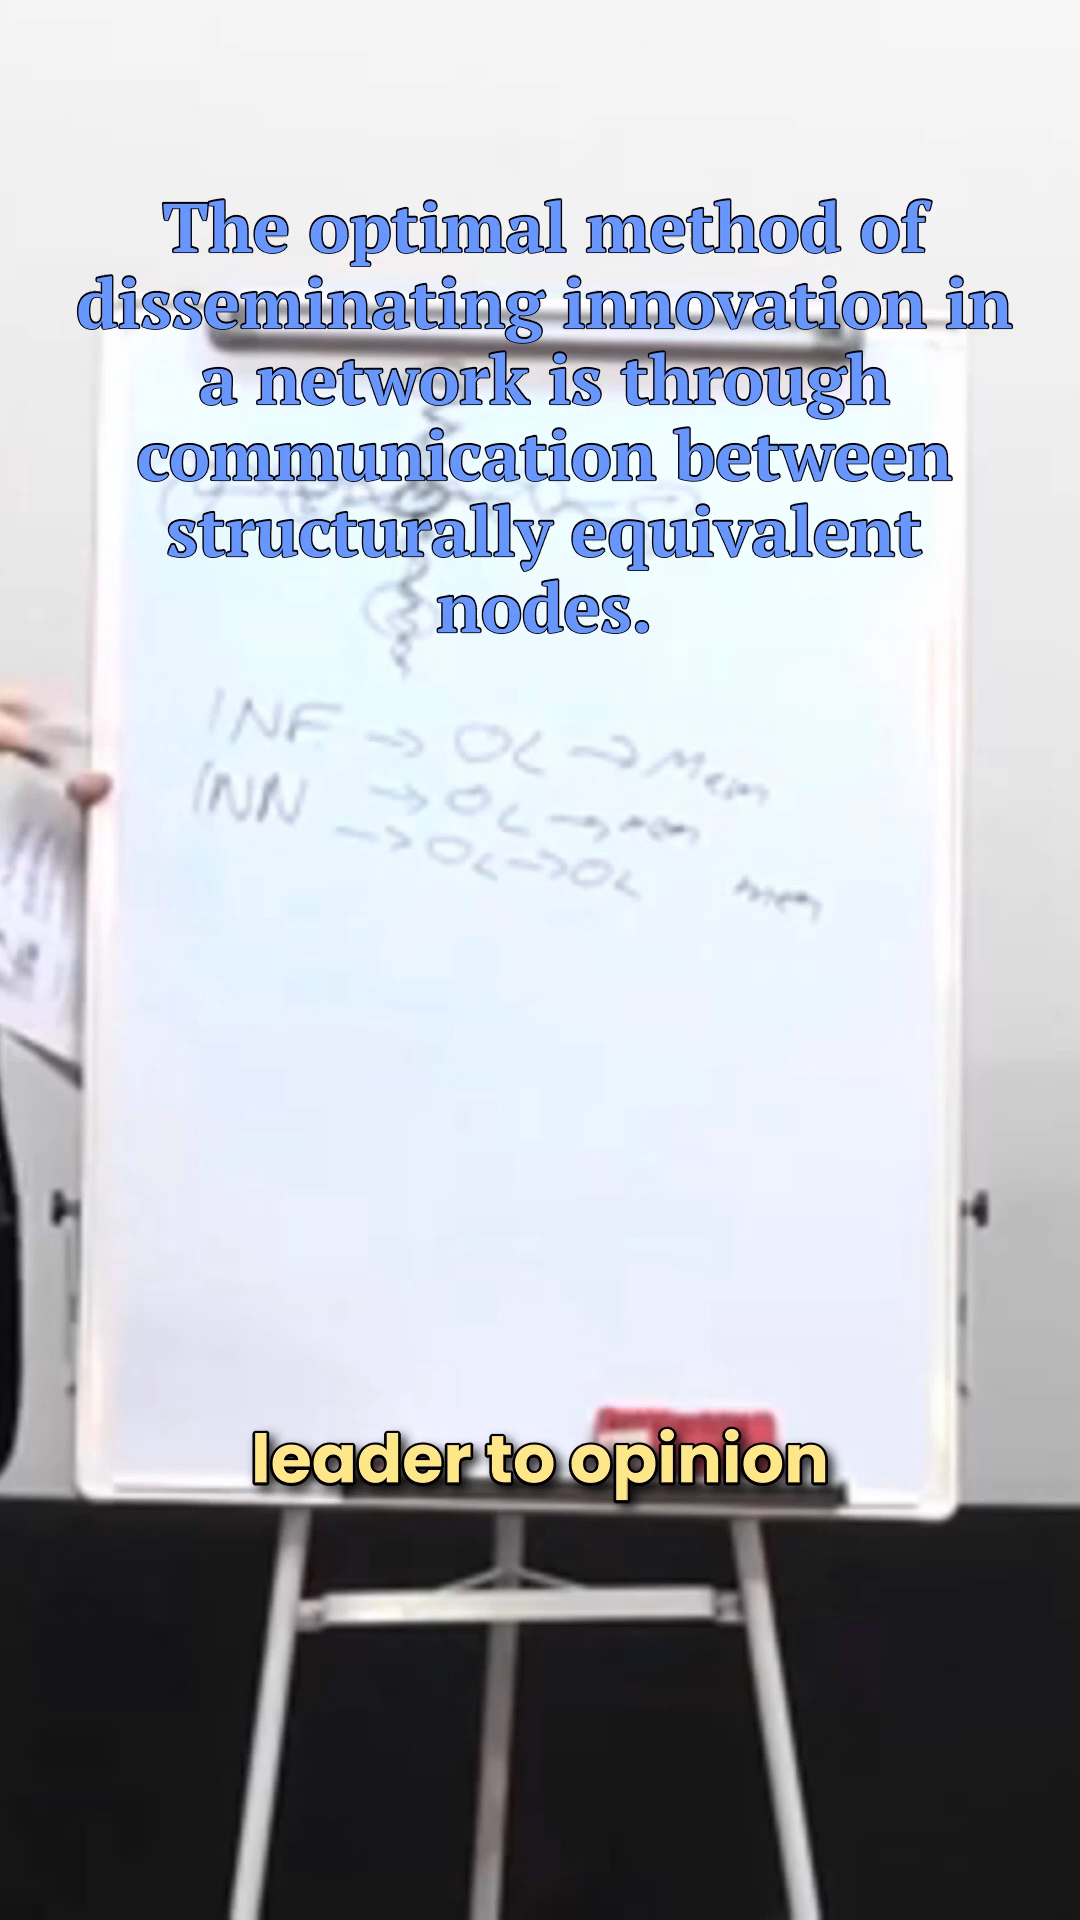 The optimal method of
disseminating innovation in
a network is through
communication between
structurally equivalent
nodes.
INF → OL → Mem
INN → OL → mem
→ OL → OL mem
leader to opinion